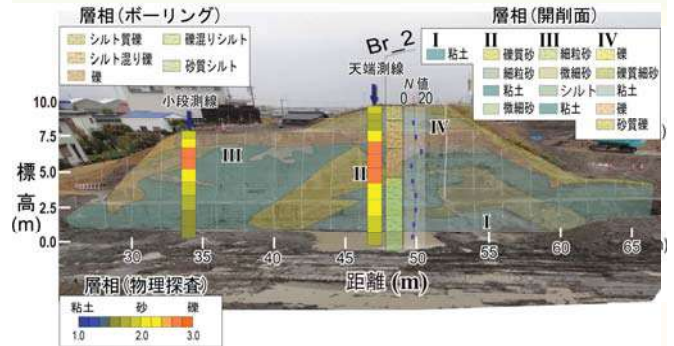 層相(ボーリング)
シルト質礫
シルト混り礫
礫
礫混りシルト
砂質シルト
Br_2
層相(開削面)
I II III IV
粘土 礫質砂 細粒砂 礫
細粒砂 微細砂 礫質細砂
粘土 シルト 粘土
微細砂 粘土 礫
砂質礫
小段測線
天端測線
N 値
0 20
III
II
IV
I
標高(m)
10.0
7.5
5.0
2.5
0.0
30 35 40 45 50 55 60 65
距離(m)
層相(物理探査)
粘土 砂 礫
1.0 2.0 3.0